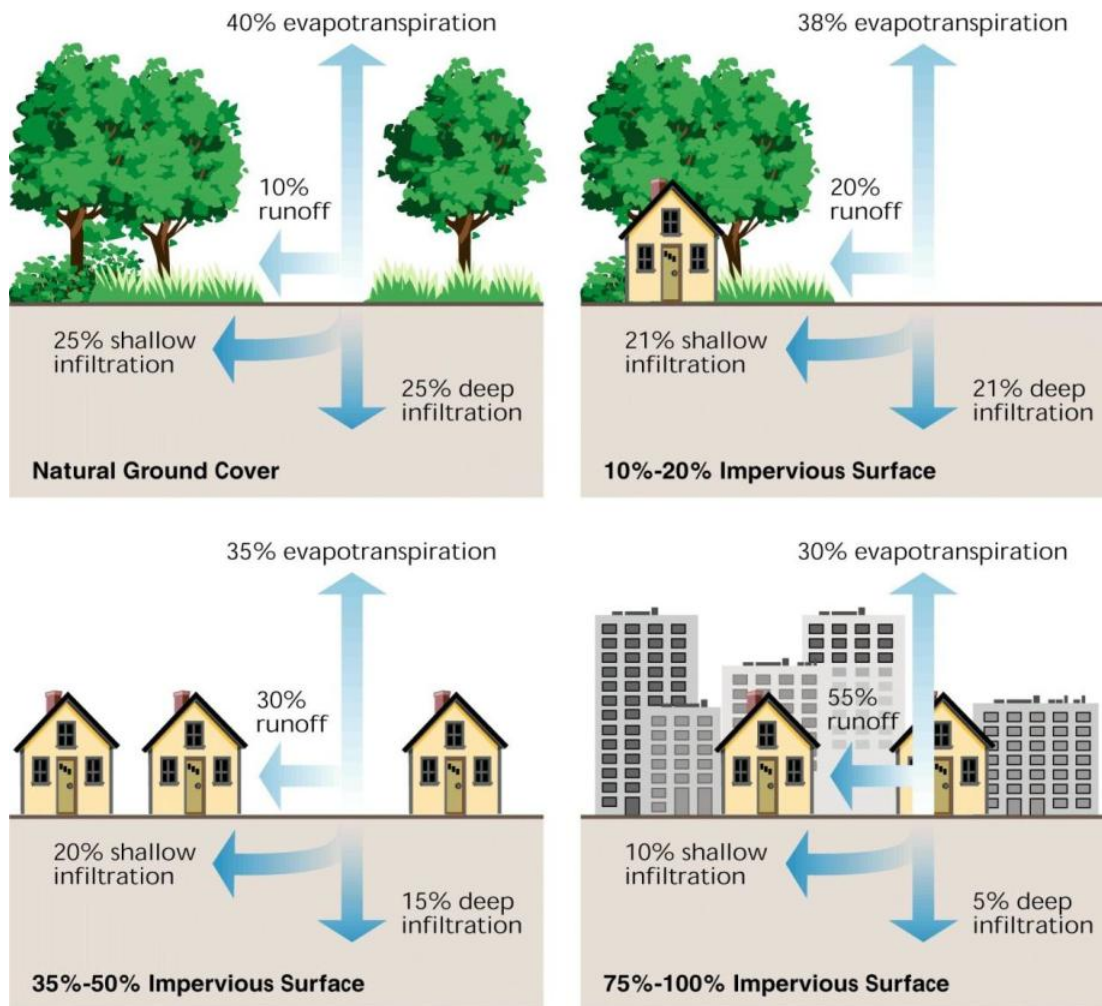 40% evapotranspiration
10%
runoff
25% shallow
infiltration
25% deep
infiltration
Natural Ground Cover
38% evapotranspiration
20%
runoff
21% shallow
infiltration
21% deep
infiltration
10%-20% Impervious Surface
35% evapotranspiration
30%
runoff
20% shallow
infiltration
15% deep
infiltration
35%-50% Impervious Surface
30% evapotranspiration
55%
runoff
10% shallow
infiltration
5% deep
infiltration
75%-100% Impervious Surface